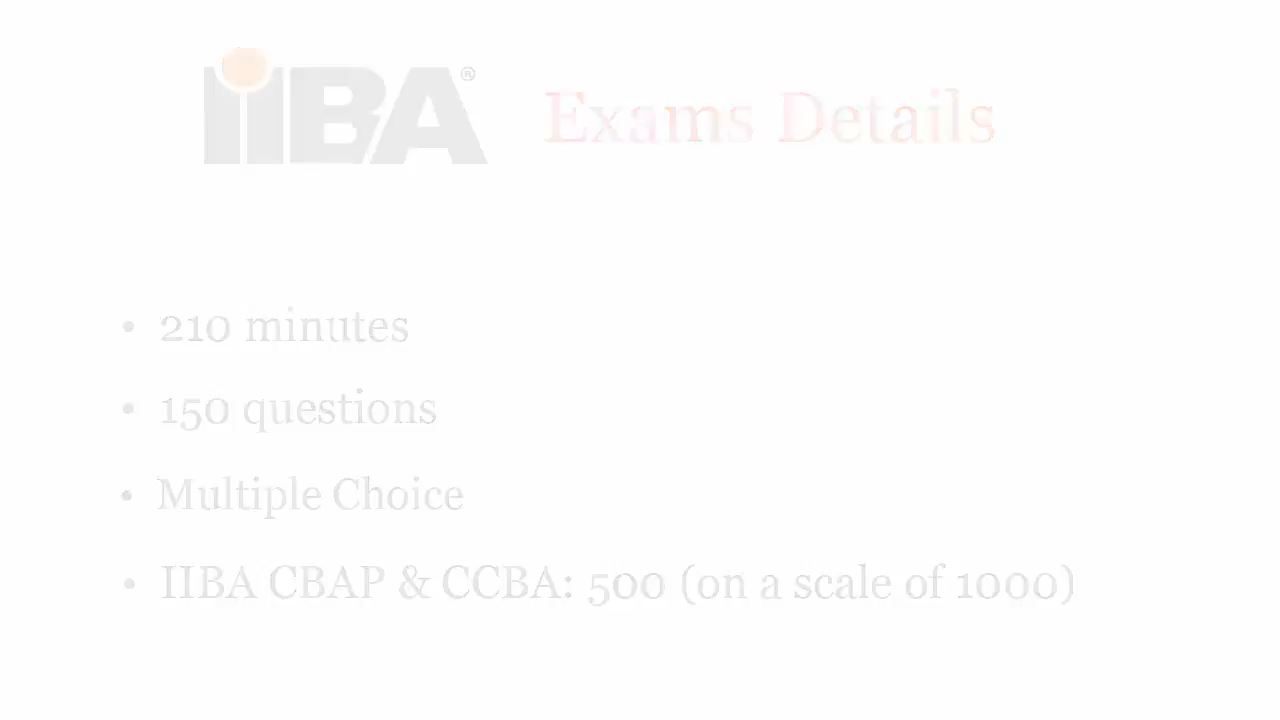 IIBA® Exams Details
• 210 minutes
• 150 questions
• Multiple Choice
• IIBA CBAP & CCBA: 500 (on a scale of 1000)